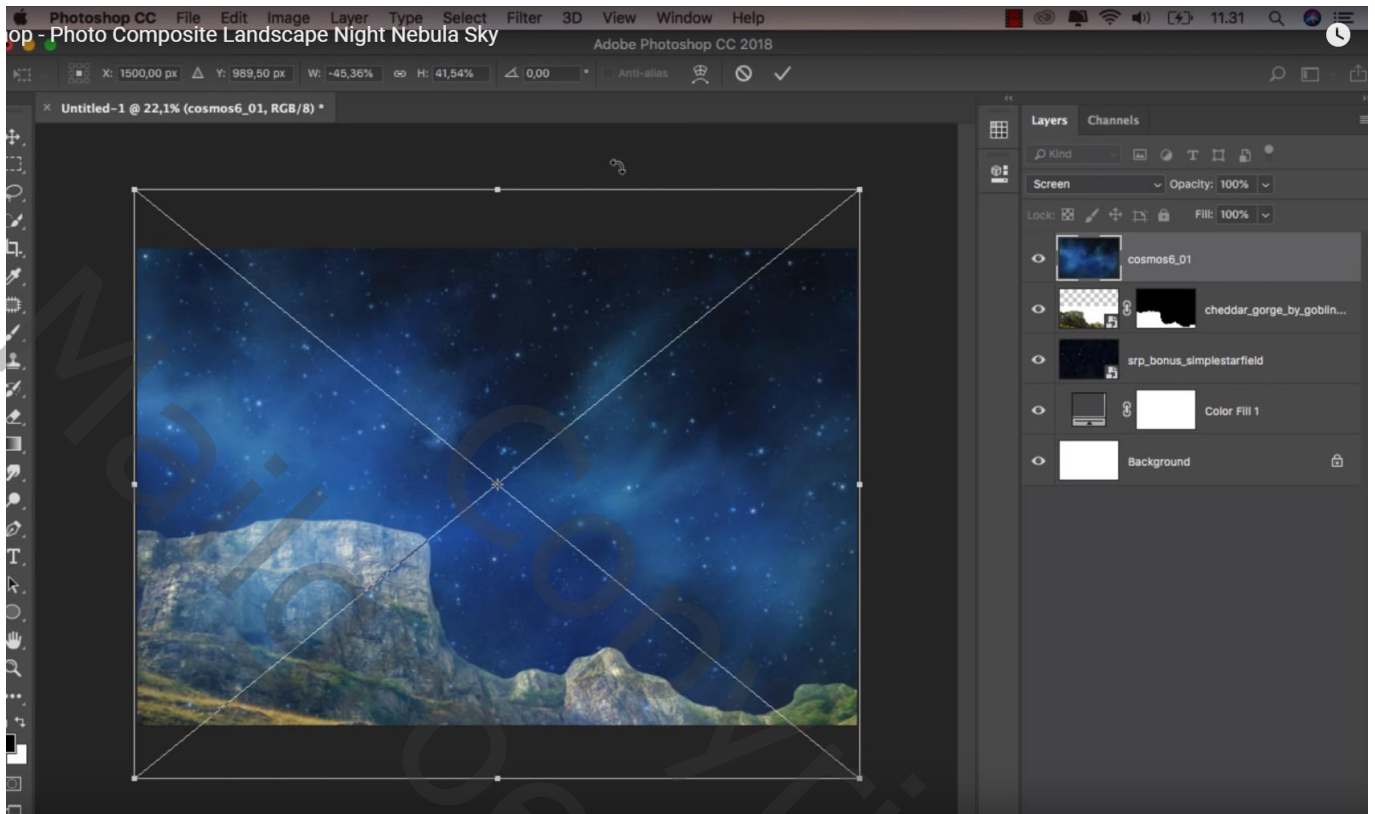 Photoshop CC File Edit Image Layer Type Select Filter 3D View Window Help 11.31
op - Photo Composite Landscape Night Nebula Sky
Adobe Photoshop CC 2018
X: 1500,00 px Y: 989,50 px W: -45,36% H: 41,54% 0,00 ° Anti-alias
× Untitled-1 @ 22,1% (cosmos6_01, RGB/8) *
Layers Channels
Kind
Screen Opacity: 100%
Lock: Fill: 100%
cosmos6_01
cheddar_gorge_by_goblin...
srp_bonus_simplestarfield
Color Fill 1
Background